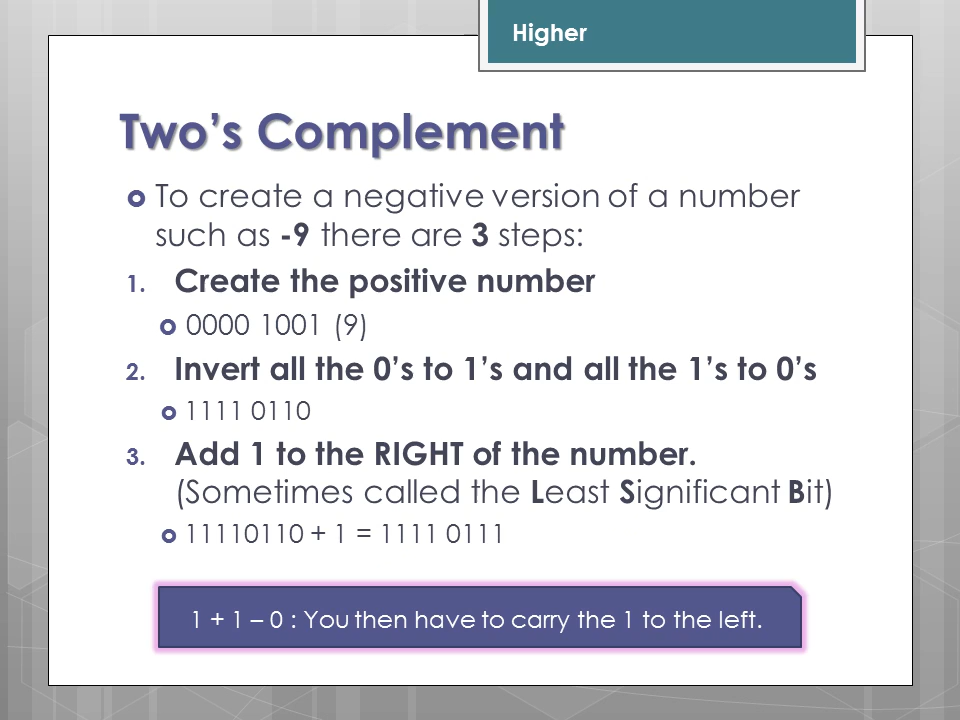 Higher
Two's Complement
To create a negative version of a number
such as -9 there are 3 steps:
1. Create the positive number
0000 1001 (9)
2. Invert all the 0's to 1's and all the 1's to 0's
1111 0110
3. Add 1 to the RIGHT of the number.
(Sometimes called the Least Significant Bit)
11110110 + 1 = 1111 0111
1 + 1 – 0 : You then have to carry the 1 to the left.